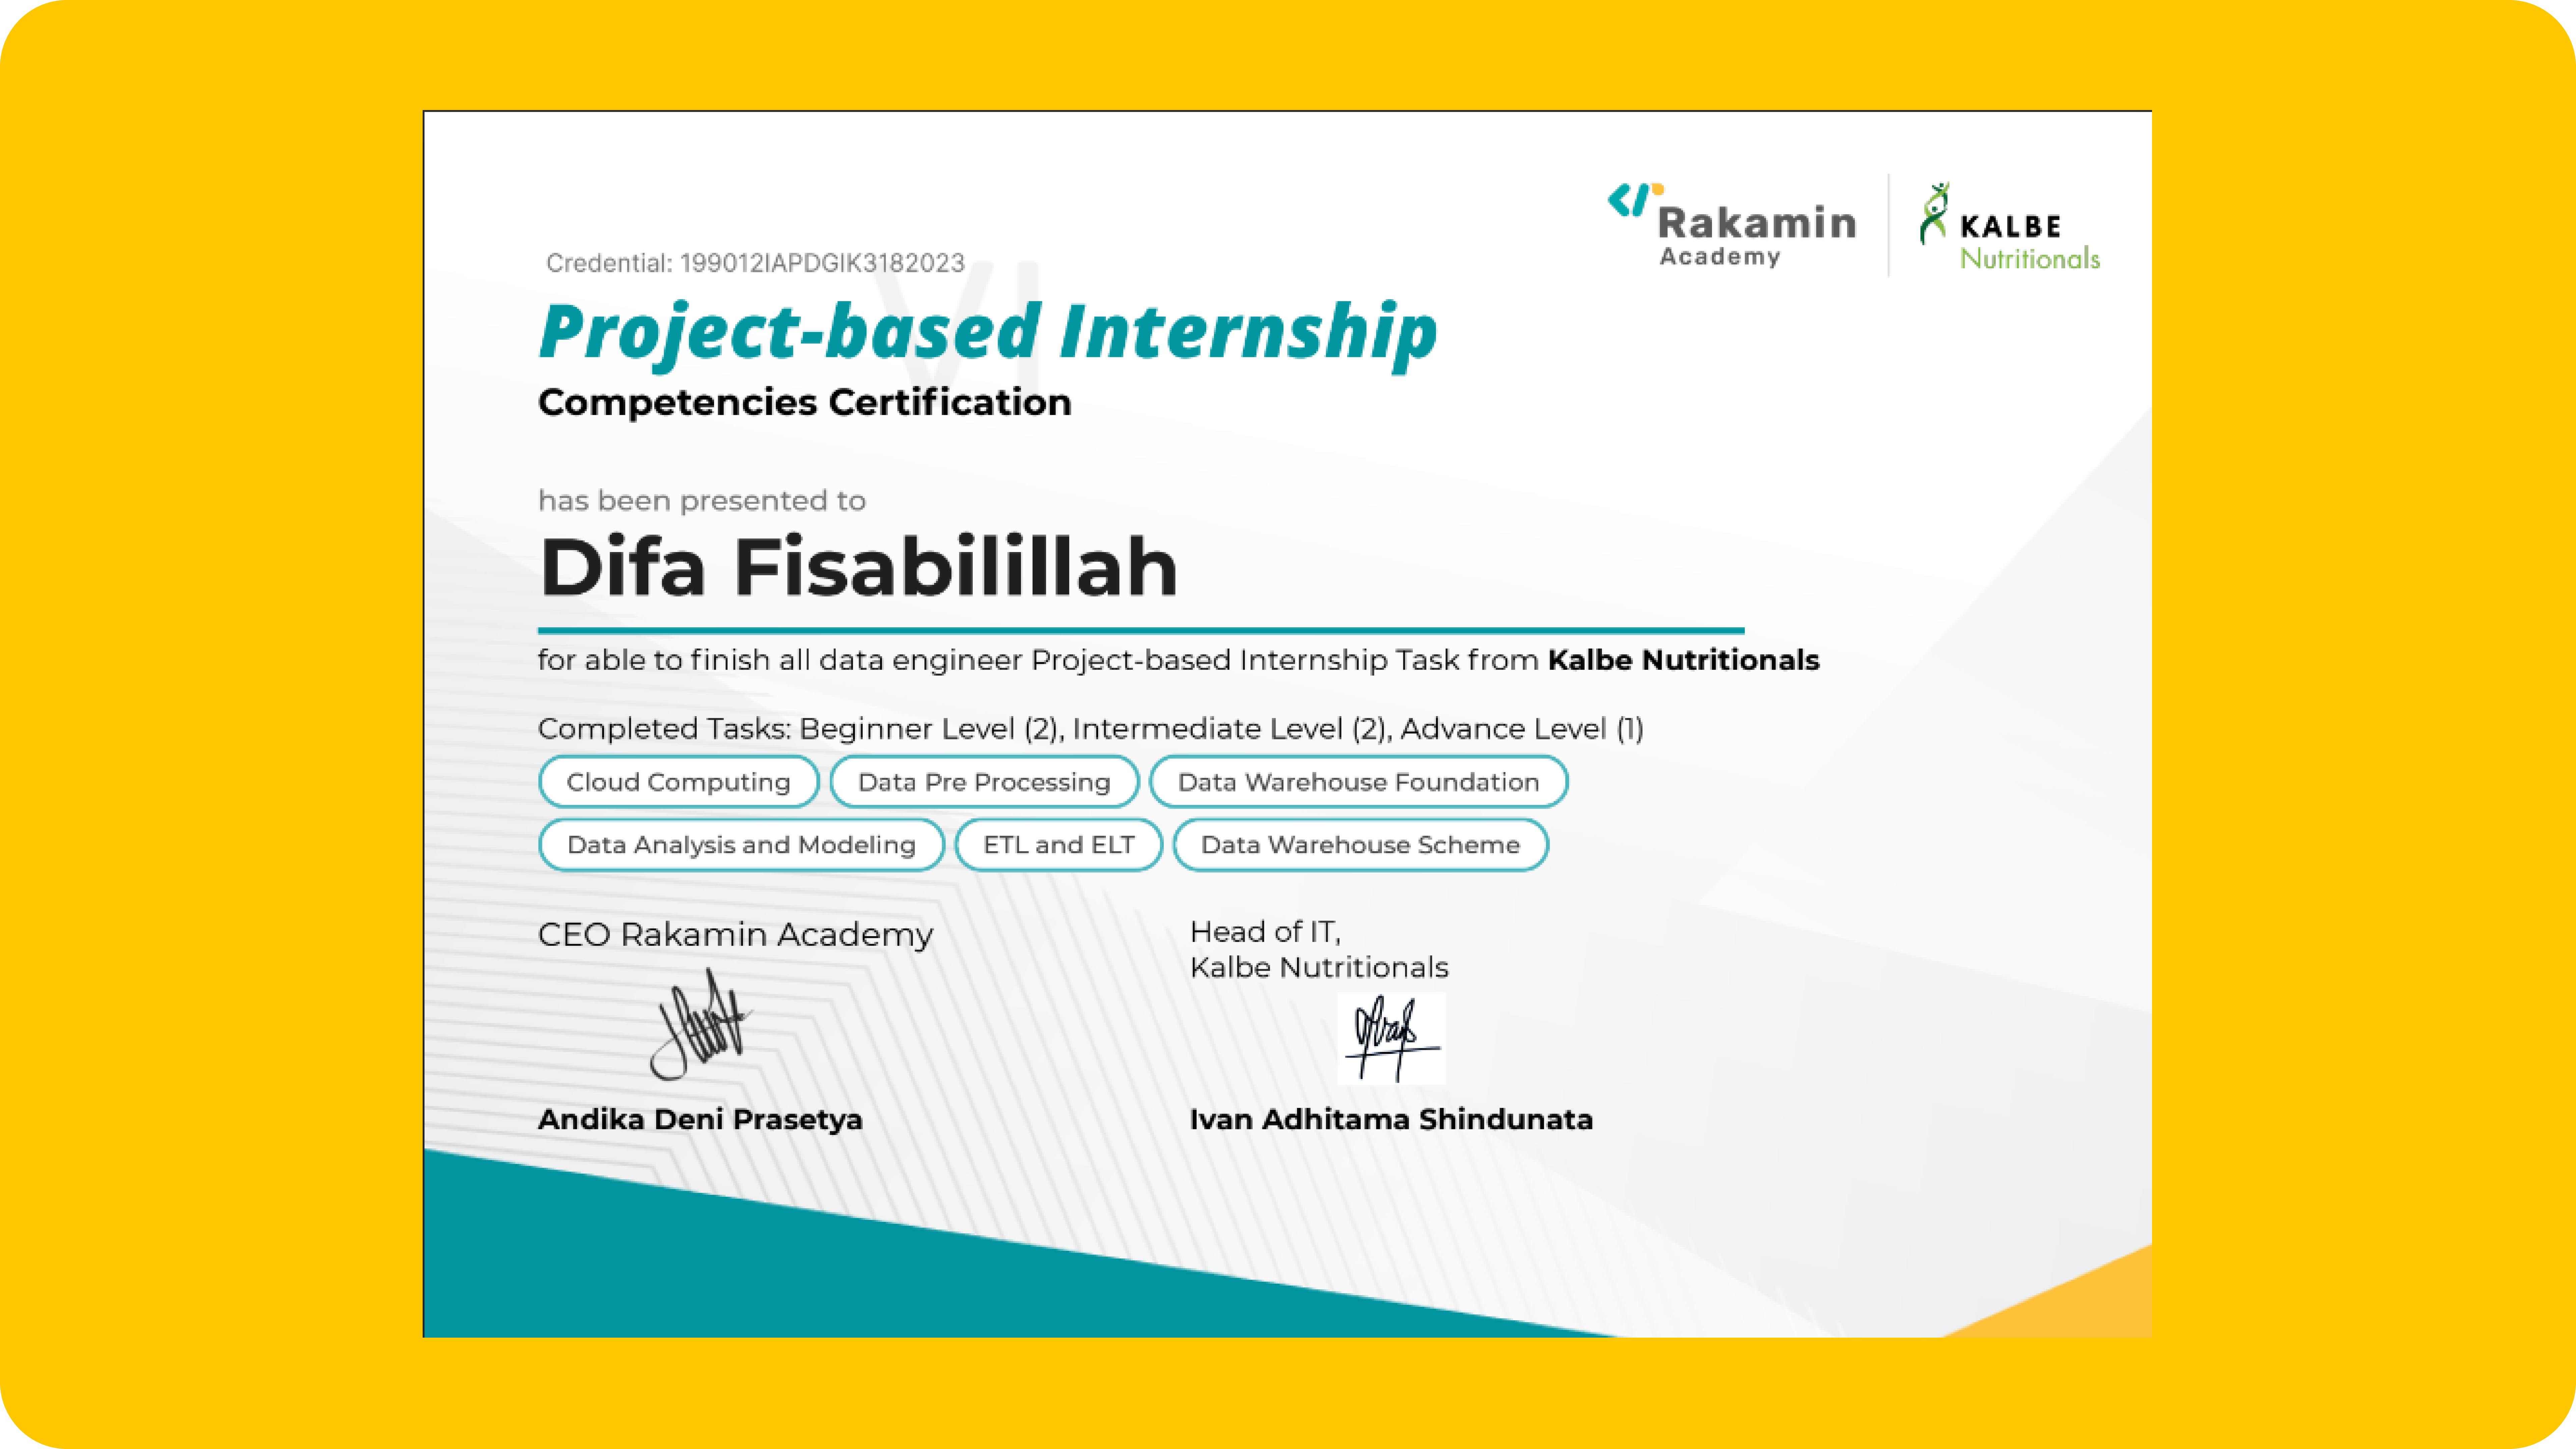 Rakamin
Academy
KALBE
Nutritionals
Credential: 199012IAPDGIK3182023
VI
Project-based Internship
Competencies Certification
has been presented to
Difa Fisabilillah
for able to finish all data engineer Project-based Internship Task from Kalbe Nutritionals
Completed Tasks: Beginner Level (2), Intermediate Level (2), Advance Level (1)
Cloud Computing Data Pre Processing Data Warehouse Foundation
Data Analysis and Modeling ETL and ELT Data Warehouse Scheme
CEO Rakamin Academy
Head of IT,
Kalbe Nutritionals
Andika Deni Prasetya
Ivan Adhitama Shindunata